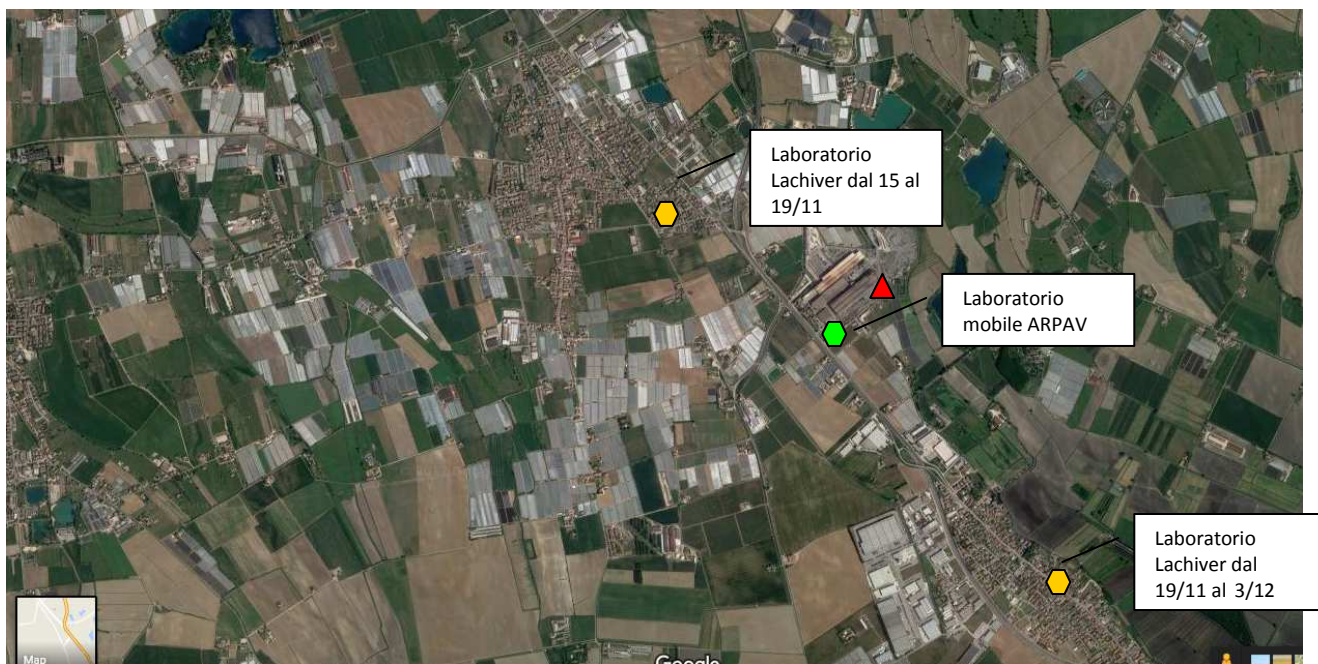 Laboratorio
Lachiver dal 15 al
19/11
Laboratorio
mobile ARPAV
Laboratorio
Lachiver dal
19/11 al 3/12
Map
Google